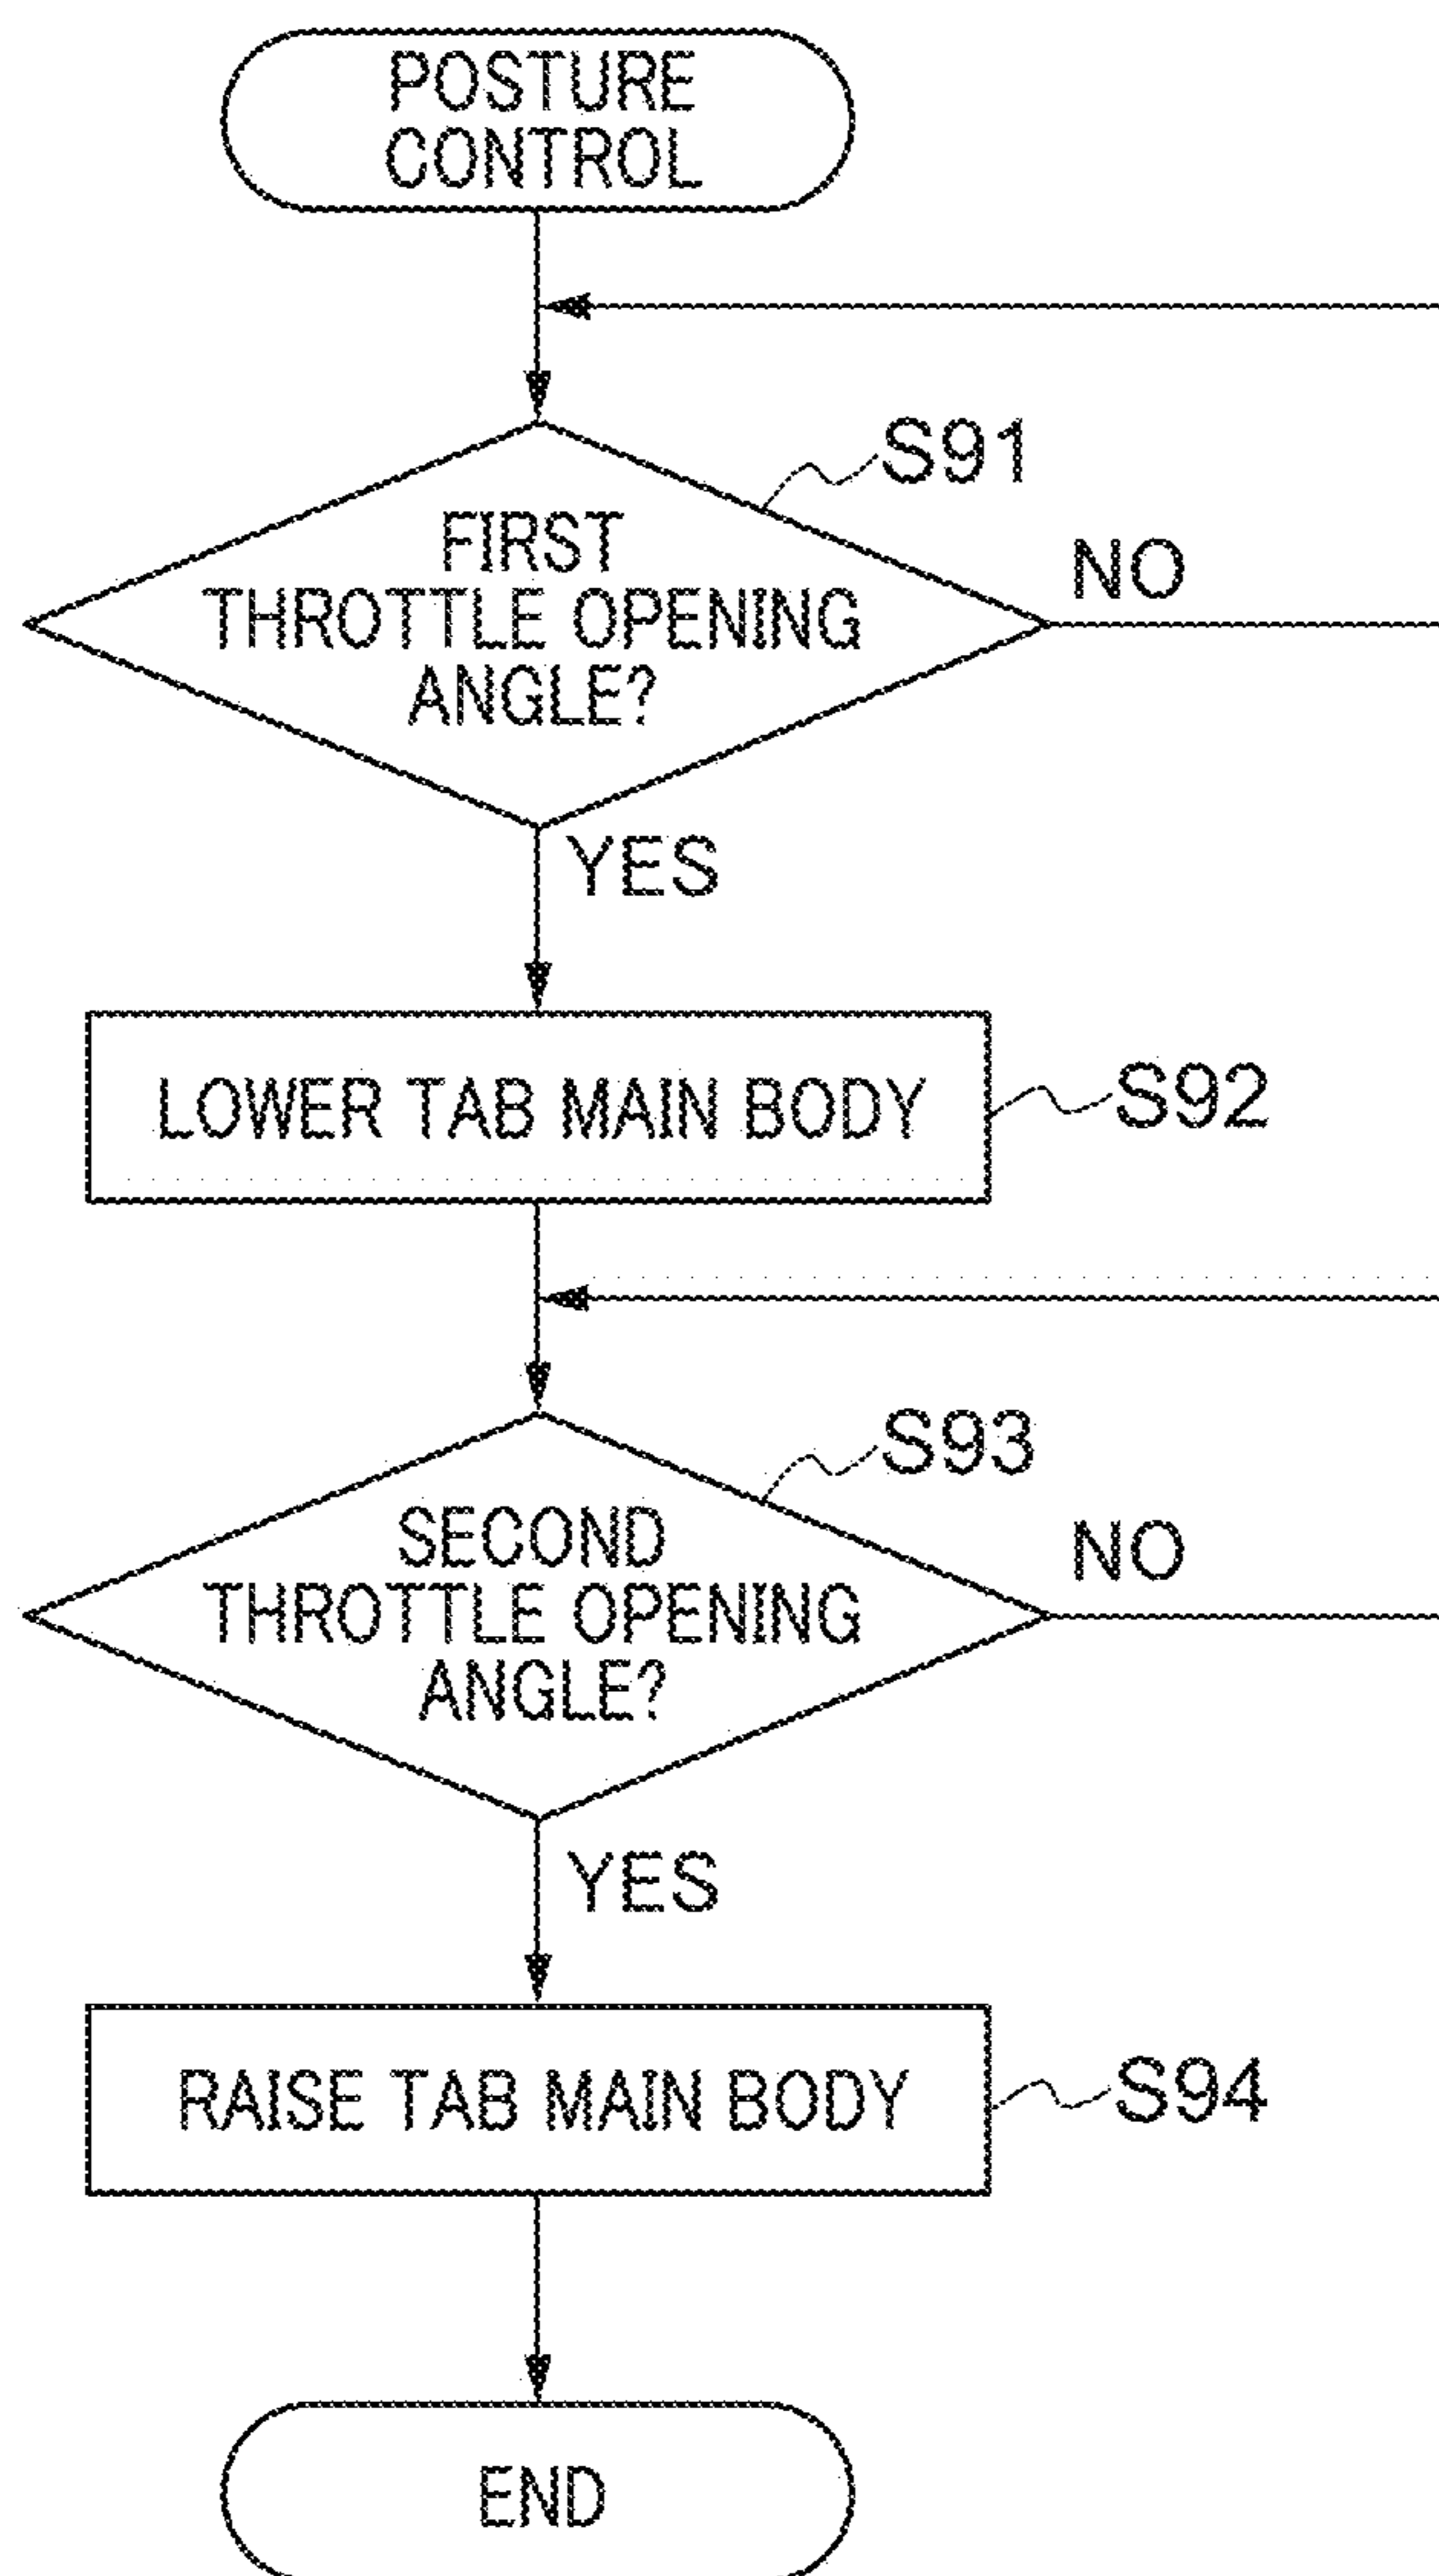 POSTURE
CONTROL
S91
FIRST
THROTTLE OPENING
ANGLE?
NO
YES
LOWER TAB MAIN BODY
S92
S93
SECOND
THROTTLE OPENING
ANGLE?
NO
YES
RAISE TAB MAIN BODY
S94
END